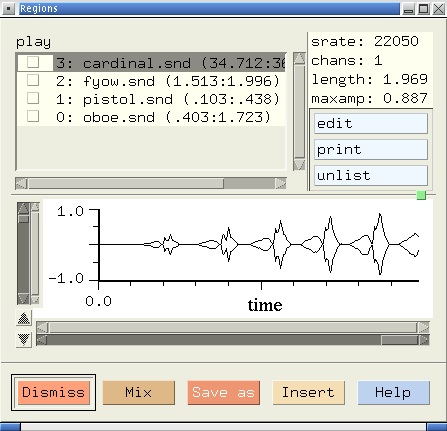 Regions
play
3: cardinal.snd (34.712:36
2: fyow.snd (1.513:1.996)
1: pistol.snd (.103:.438)
0: oboe.snd (.403:1.723)
srate: 22050
chans: 1
length: 1.969
maxamp: 0.887
edit
print
unlist
1.0
-1.0
0.0
time
Dismiss
Mix
Save as
Insert
Help